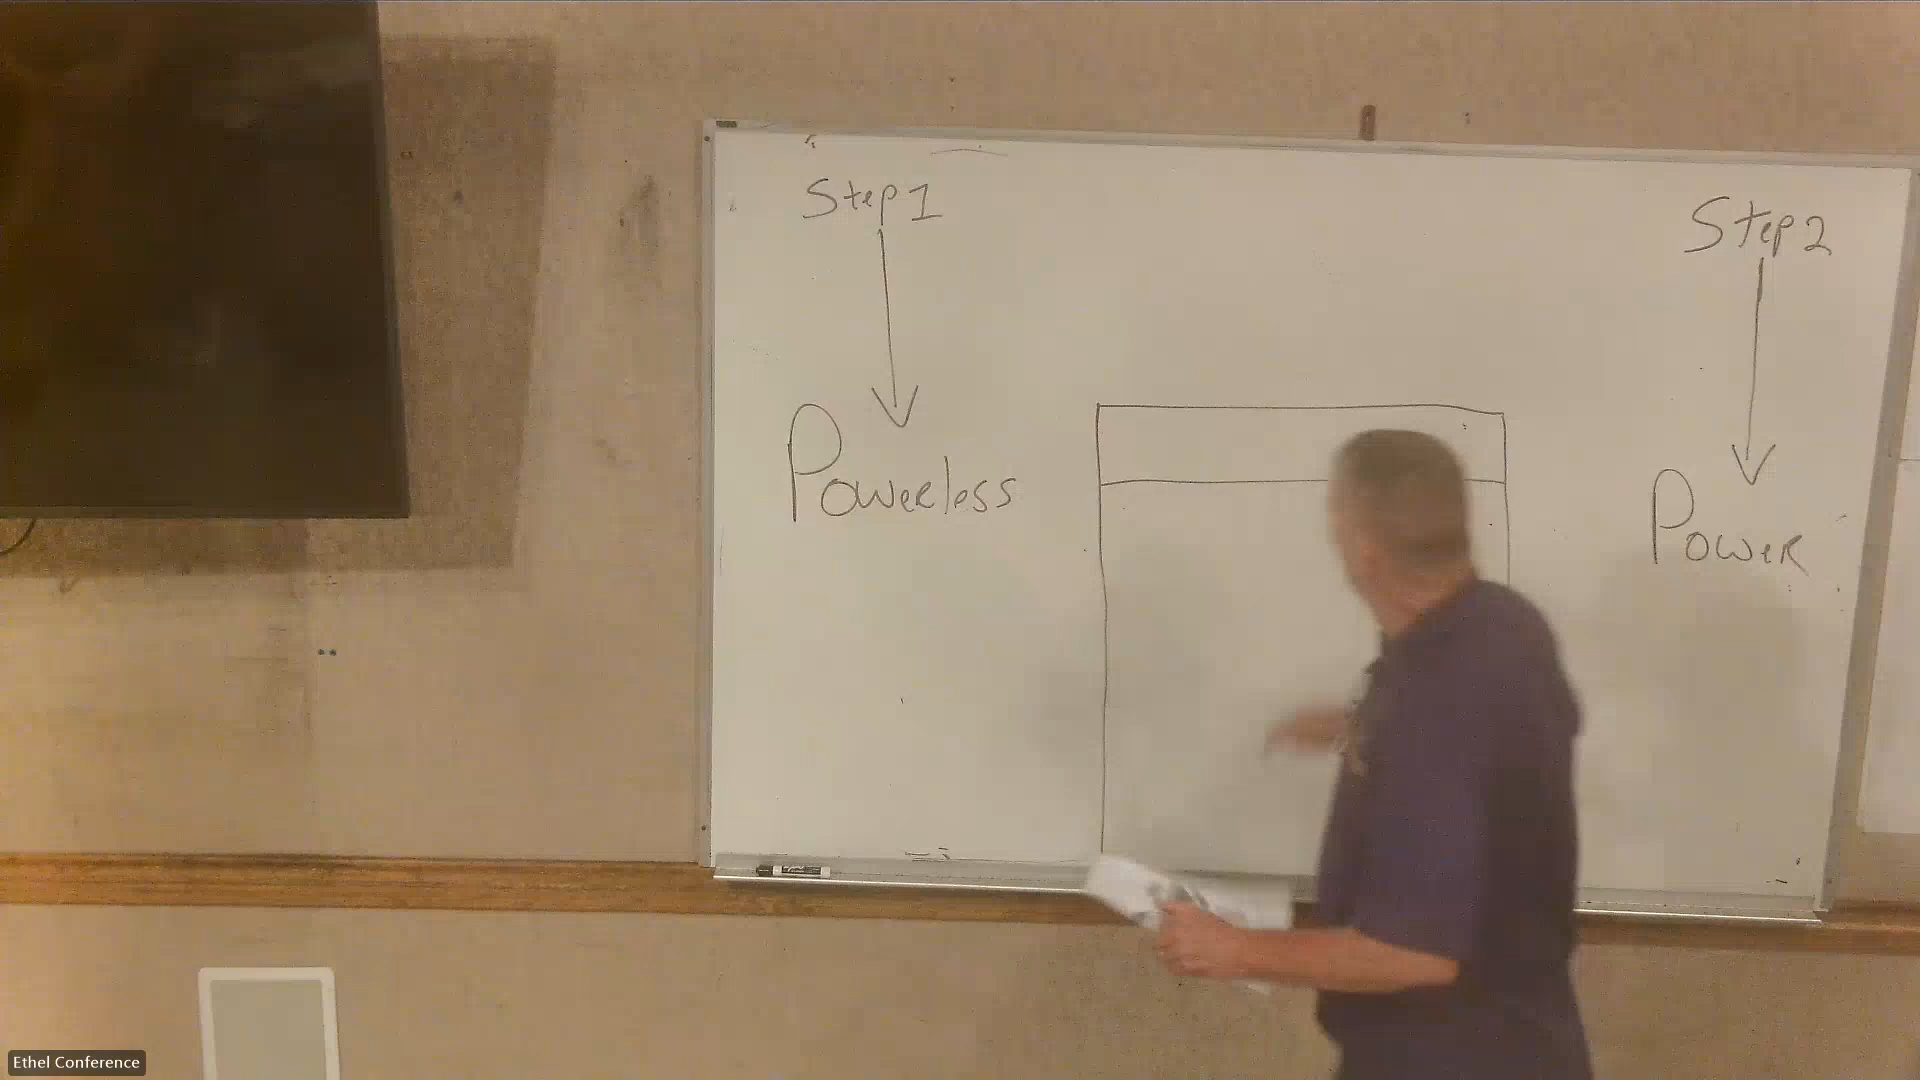 Step 1
Step 2
Powerless
Power
Ethel Conference